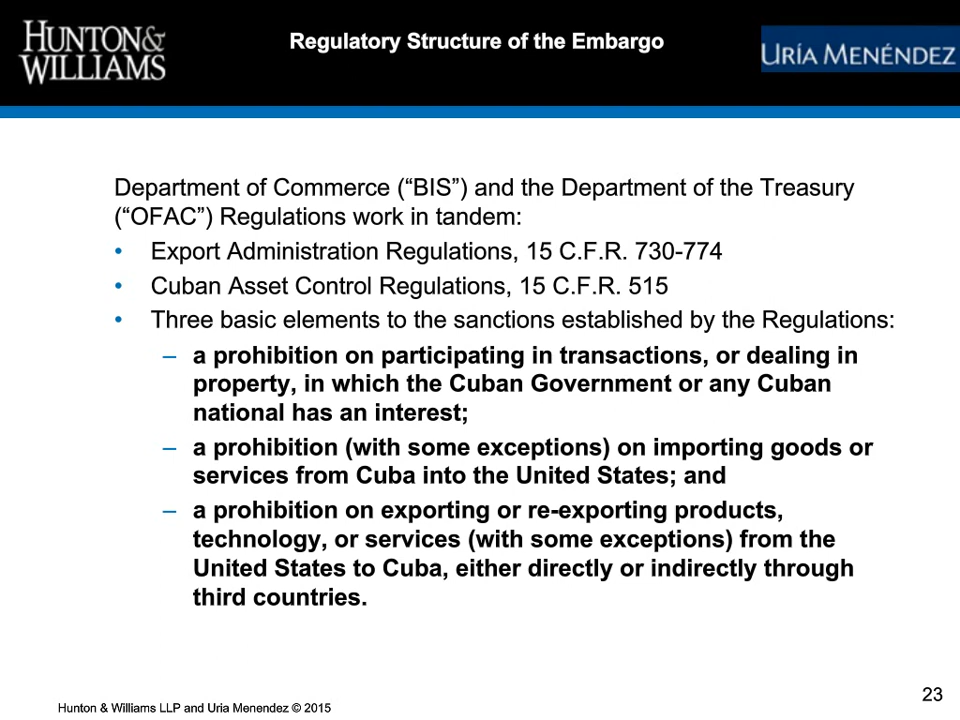 HUNTON&
WILLIAMS
Regulatory Structure of the Embargo
URÍA MENÉNDEZ
Department of Commerce (“BIS”) and the Department of the Treasury
(“OFAC”) Regulations work in tandem:
• Export Administration Regulations, 15 C.F.R. 730-774
• Cuban Asset Control Regulations, 15 C.F.R. 515
• Three basic elements to the sanctions established by the Regulations:
– a prohibition on participating in transactions, or dealing in
property, in which the Cuban Government or any Cuban
national has an interest;
– a prohibition (with some exceptions) on importing goods or
services from Cuba into the United States; and
– a prohibition on exporting or re-exporting products,
technology, or services (with some exceptions) from the
United States to Cuba, either directly or indirectly through
third countries.
23
Hunton & Williams LLP and Uria Menendez © 2015